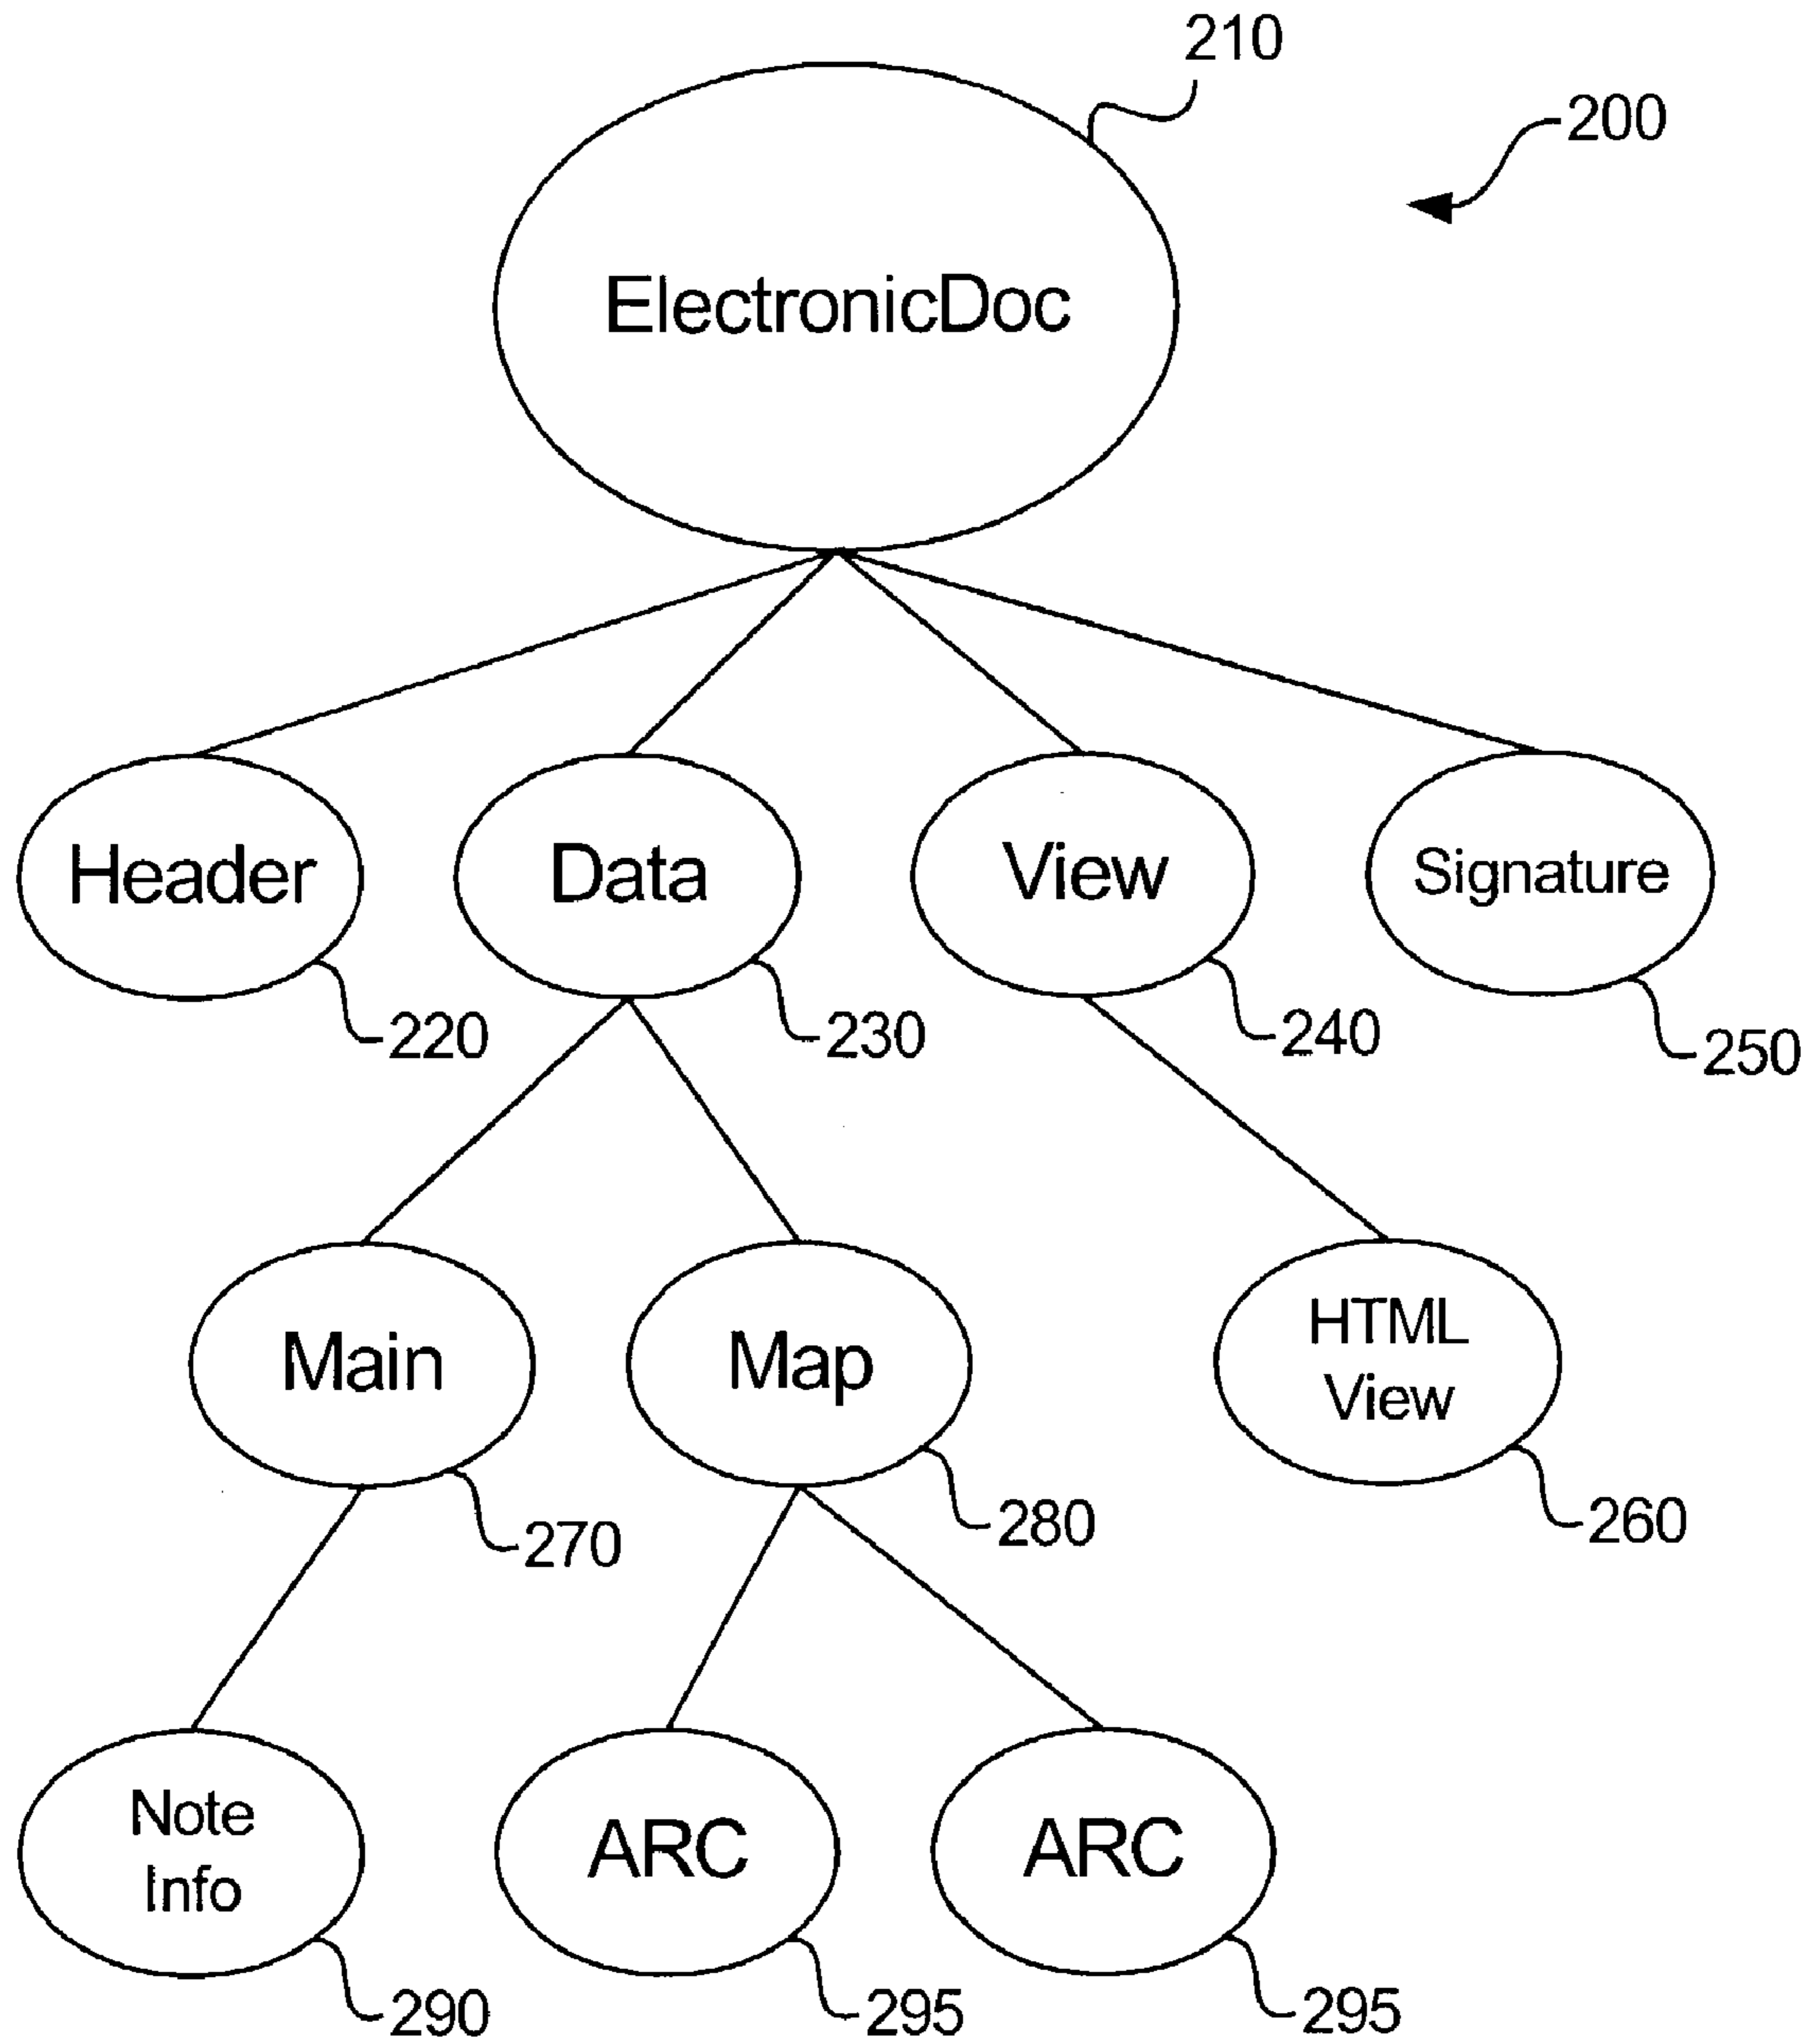 210
200
ElectronicDoc
Header
Data
View
Signature
220
230
240
250
Main
Map
HTML
View
270
280
260
Note
Info
ARC
ARC
290
295
295